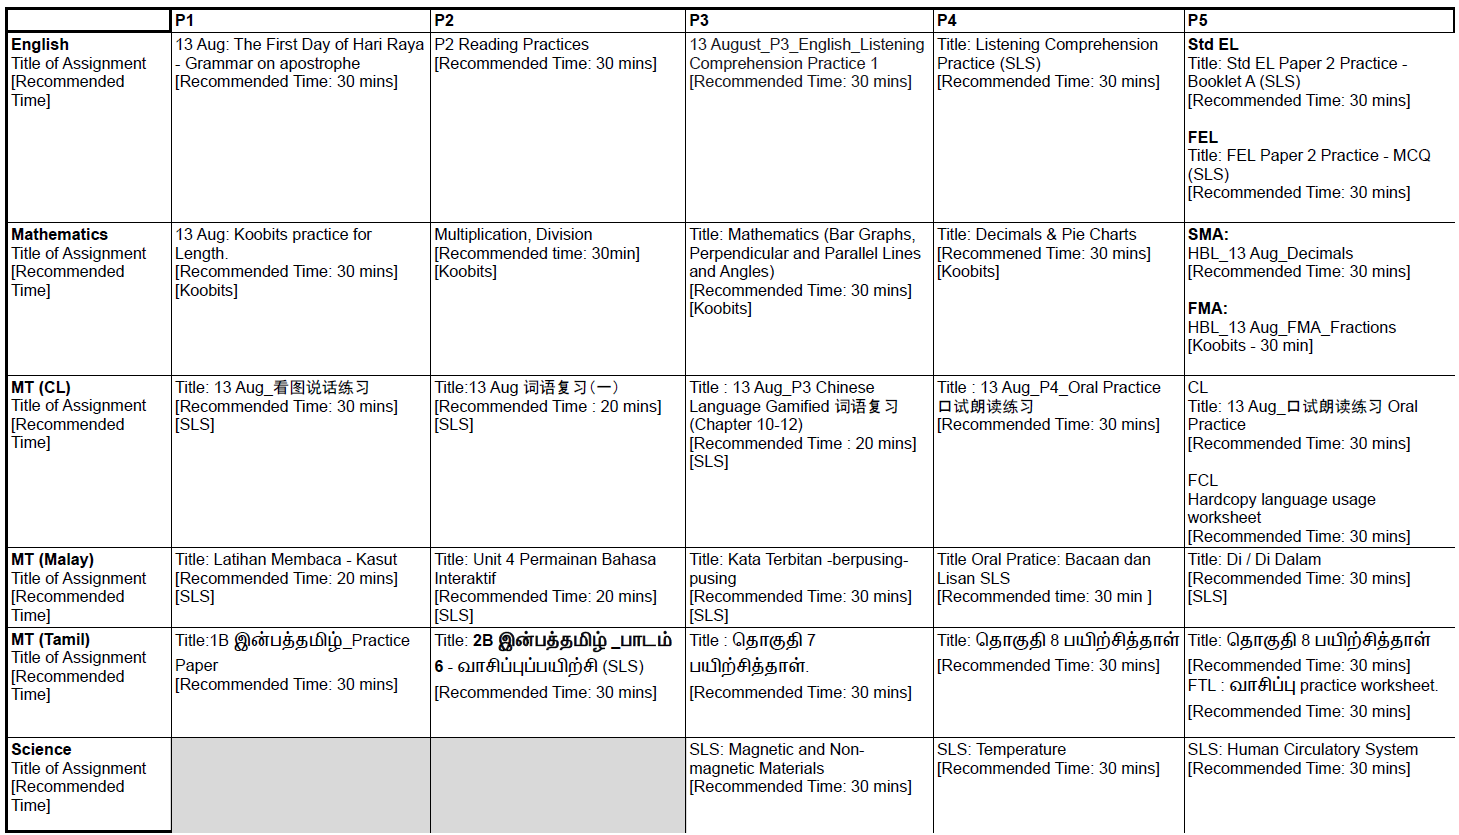 P1
P2
P3
P4
P5
English
Title of Assignment
[Recommended
Time]
13 Aug: The First Day of Hari Raya
- Grammar on apostrophe
[Recommended Time: 30 mins]
P2 Reading Practices
[Recommended Time: 30 mins]
13 August_P3_English_Listening
Comprehension Practice 1
[Recommended Time: 30 mins]
Title: Listening Comprehension
Practice (SLS)
[Recommended Time: 30 mins]
Std EL
Title: Std EL Paper 2 Practice -
Booklet A (SLS)
[Recommended Time: 30 mins]
FEL
Title: FEL Paper 2 Practice - MCQ
(SLS)
[Recommended Time: 30 mins]
Mathematics
Title of Assignment
[Recommended
Time]
13 Aug: Koobits practice for
Length.
[Recommended Time: 30 mins]
[Koobits]
Multiplication, Division
[Recommended time: 30min]
[Koobits]
Title: Mathematics (Bar Graphs,
Perpendicular and Parallel Lines
and Angles)
[Recommended Time: 30 mins]
[Koobits]
Title: Decimals & Pie Charts
[Recommened Time: 30 mins]
[Koobits]
SMA:
HBL_13 Aug_Decimals
[Recommended Time: 30 mins]
FMA:
HBL_13 Aug_FMA_Fractions
[Koobits - 30 min]
MT (CL)
Title of Assignment
[Recommended
Time]
Title: 13 Aug_看图说话练习
[Recommended Time: 30 mins]
[SLS]
Title:13 Aug 词语复习(一)
[Recommended Time : 20 mins]
[SLS]
Title : 13 Aug_P3 Chinese
Language Gamified 词语复习
(Chapter 10-12)
[Recommended Time : 20 mins]
[SLS]
Title : 13 Aug_P4_Oral Practice
口试朗读练习
[Recommended Time: 30 mins]
CL
Title: 13 Aug_口试朗读练习 Oral
Practice
[Recommended Time: 30 mins]
FCL
Hardcopy language usage
worksheet
[Recommended Time: 30 mins]
MT (Malay)
Title of Assignment
[Recommended
Time]
Title: Latihan Membaca - Kasut
[Recommended Time: 20 mins]
[SLS]
Title: Unit 4 Permainan Bahasa
Interaktif
[Recommended Time: 20 mins]
[SLS]
Title: Kata Terbitan -berpusing-
pusing
[Recommended Time: 30 mins]
[SLS]
Title Oral Pratice: Bacaan dan
Lisan SLS
[Recommended time: 30 min ]
Title: Di / Di Dalam
[Recommended Time: 30 mins]
[SLS]
MT (Tamil)
Title of Assignment
[Recommended
Time]
Title:1B இன்பத்தமிழ்_Practice
Paper
[Recommended Time: 30 mins]
Title: 2B இன்பத்தமிழ் _பாடம்
6 - வாசிப்புப்பயிற்சி (SLS)
[Recommended Time: 30 mins]
Title : தொகுதி 7
பயிற்சித்தாள்.
[Recommended Time: 30 mins]
Title: தொகுதி 8 பயிற்சித்தாள்
[Recommended Time: 30 mins]
Title: தொகுதி 8 பயிற்சித்தாள்
[Recommended Time: 30 mins]
FTL : வாசிப்பு practice worksheet.
[Recommended Time: 30 mins]
Science
Title of Assignment
[Recommended
Time]
SLS: Magnetic and Non-
magnetic Materials
[Recommended Time: 30 mins]
SLS: Temperature
[Recommended Time: 30 mins]
SLS: Human Circulatory System
[Recommended Time: 30 mins]